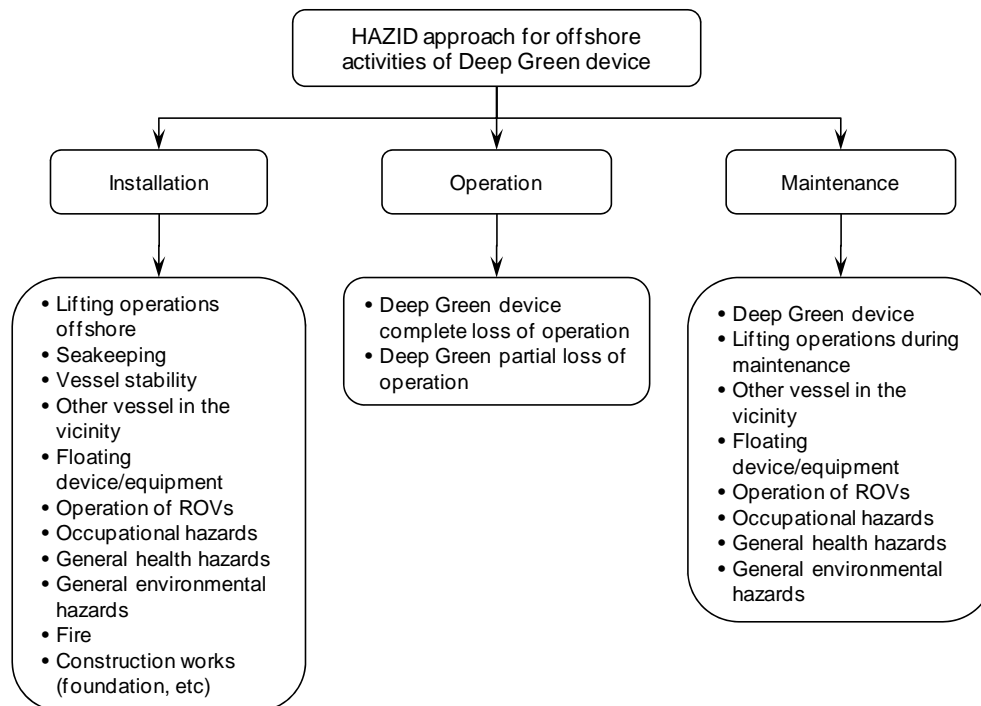 HAZID approach for offshore
activities of Deep Green device
Installation
Operation
Maintenance
• Lifting operations
offshore
• Seakeeping
• Vessel stability
• Other vessel in the
vicinity
• Floating
device/equipment
• Operation of ROVs
• Occupational hazards
• General health hazards
• General environmental
hazards
• Fire
• Construction works
(foundation, etc)
• Deep Green device
complete loss of operation
• Deep Green partial loss of
operation
• Deep Green device
• Lifting operations during
maintenance
• Other vessel in the
vicinity
• Floating
device/equipment
• Operation of ROVs
• Occupational hazards
• General health hazards
• General environmental
hazards